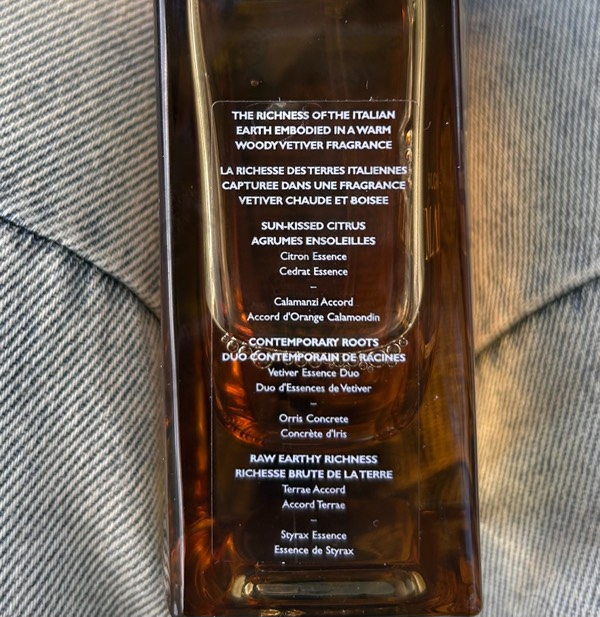 THE RICHNESS OF THE ITALIAN
EARTH EMBODIED IN A WARM
WOODY VETIVER FRAGRANCE
LA RICHESSE DES TERRES ITALIENNES
CAPTUREE DANS UNE FRAGRANCE
VETIVER CHAUDE ET BOISEE
SUN-KISSED CITRUS
AGRUMES ENSOLEILLES
Citron Essence
Cedrat Essence
–
Calamanzi Accord
Accord d'Orange Calamondin
CONTEMPORARY ROOTS
DUO CONTEMPORAIN DE RACINES
Vetiver Essence Duo
Duo d'Essences de Vetiver
–
Orris Concrete
Concrète d'Iris
RAW EARTHY RICHNESS
RICHESSE BRUTE DE LA TERRE
Terrae Accord
Accord Terrae
–
Styrax Essence
Essence de Styrax